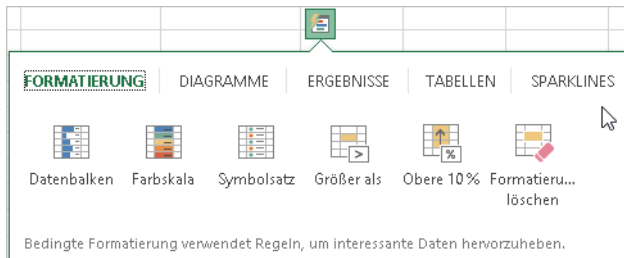 FORMATIERUNG DIAGRAMME ERGEBNISSE TABELLEN SPARKLINES
> %
Datenbalken Farbskala Symbolsatz Größer als Obere 10% Formatieru...
löschen
Bedingte Formatierung verwendet Regeln, um interessante Daten hervorzuheben.